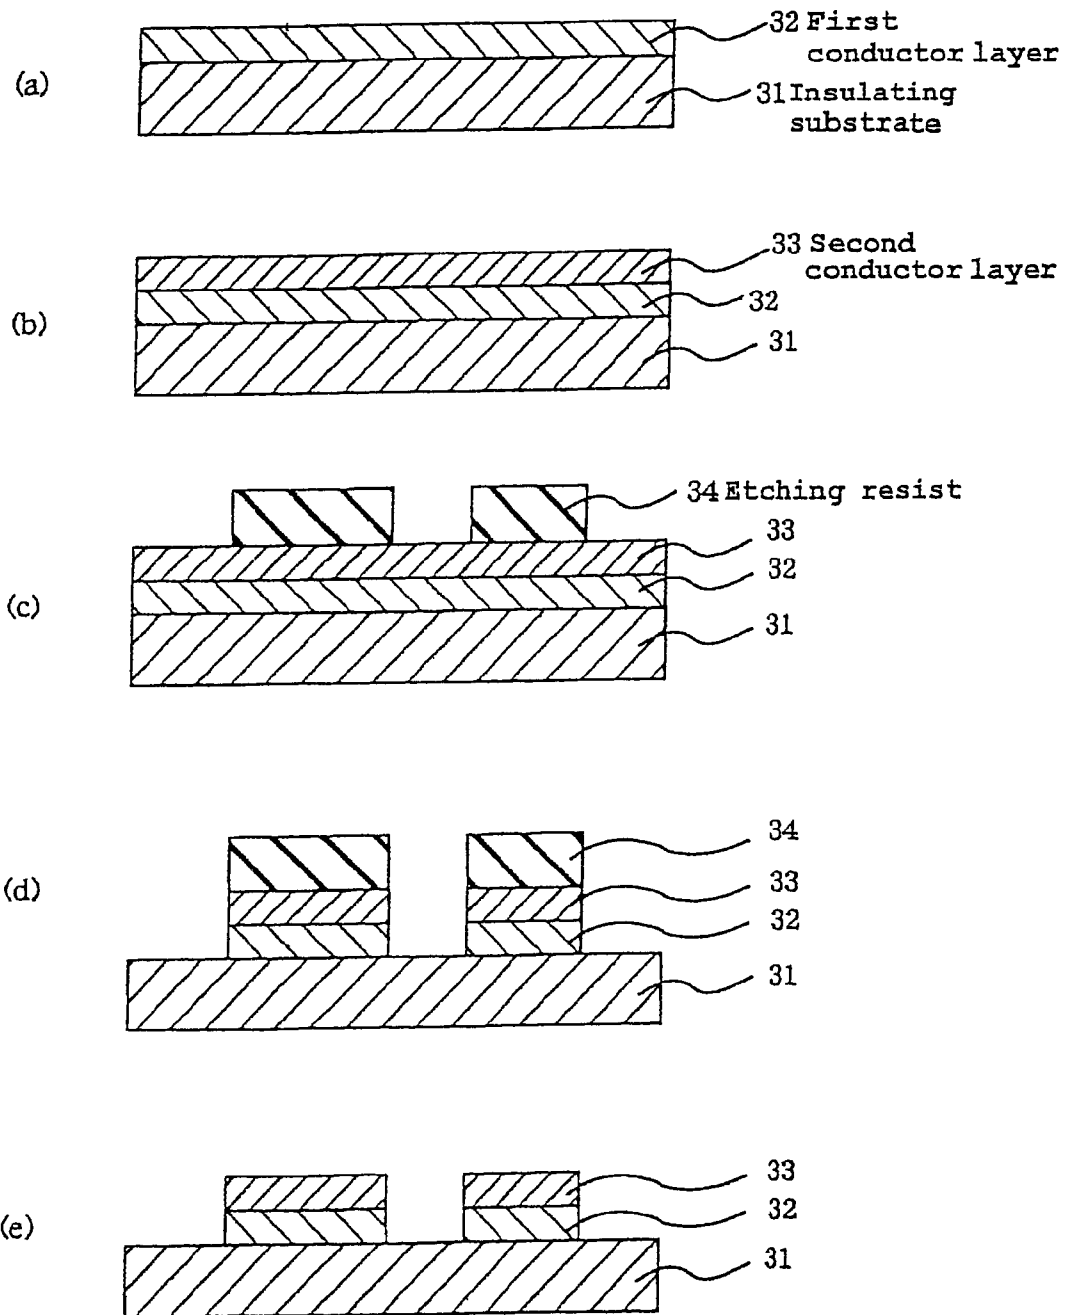 (a)
32 First
conductor layer
31 Insulating
substrate
(b)
33 Second
conductor layer
32
31
(c)
34 Etching resist
33
32
31
(d)
34
33
32
31
(e)
33
32
31